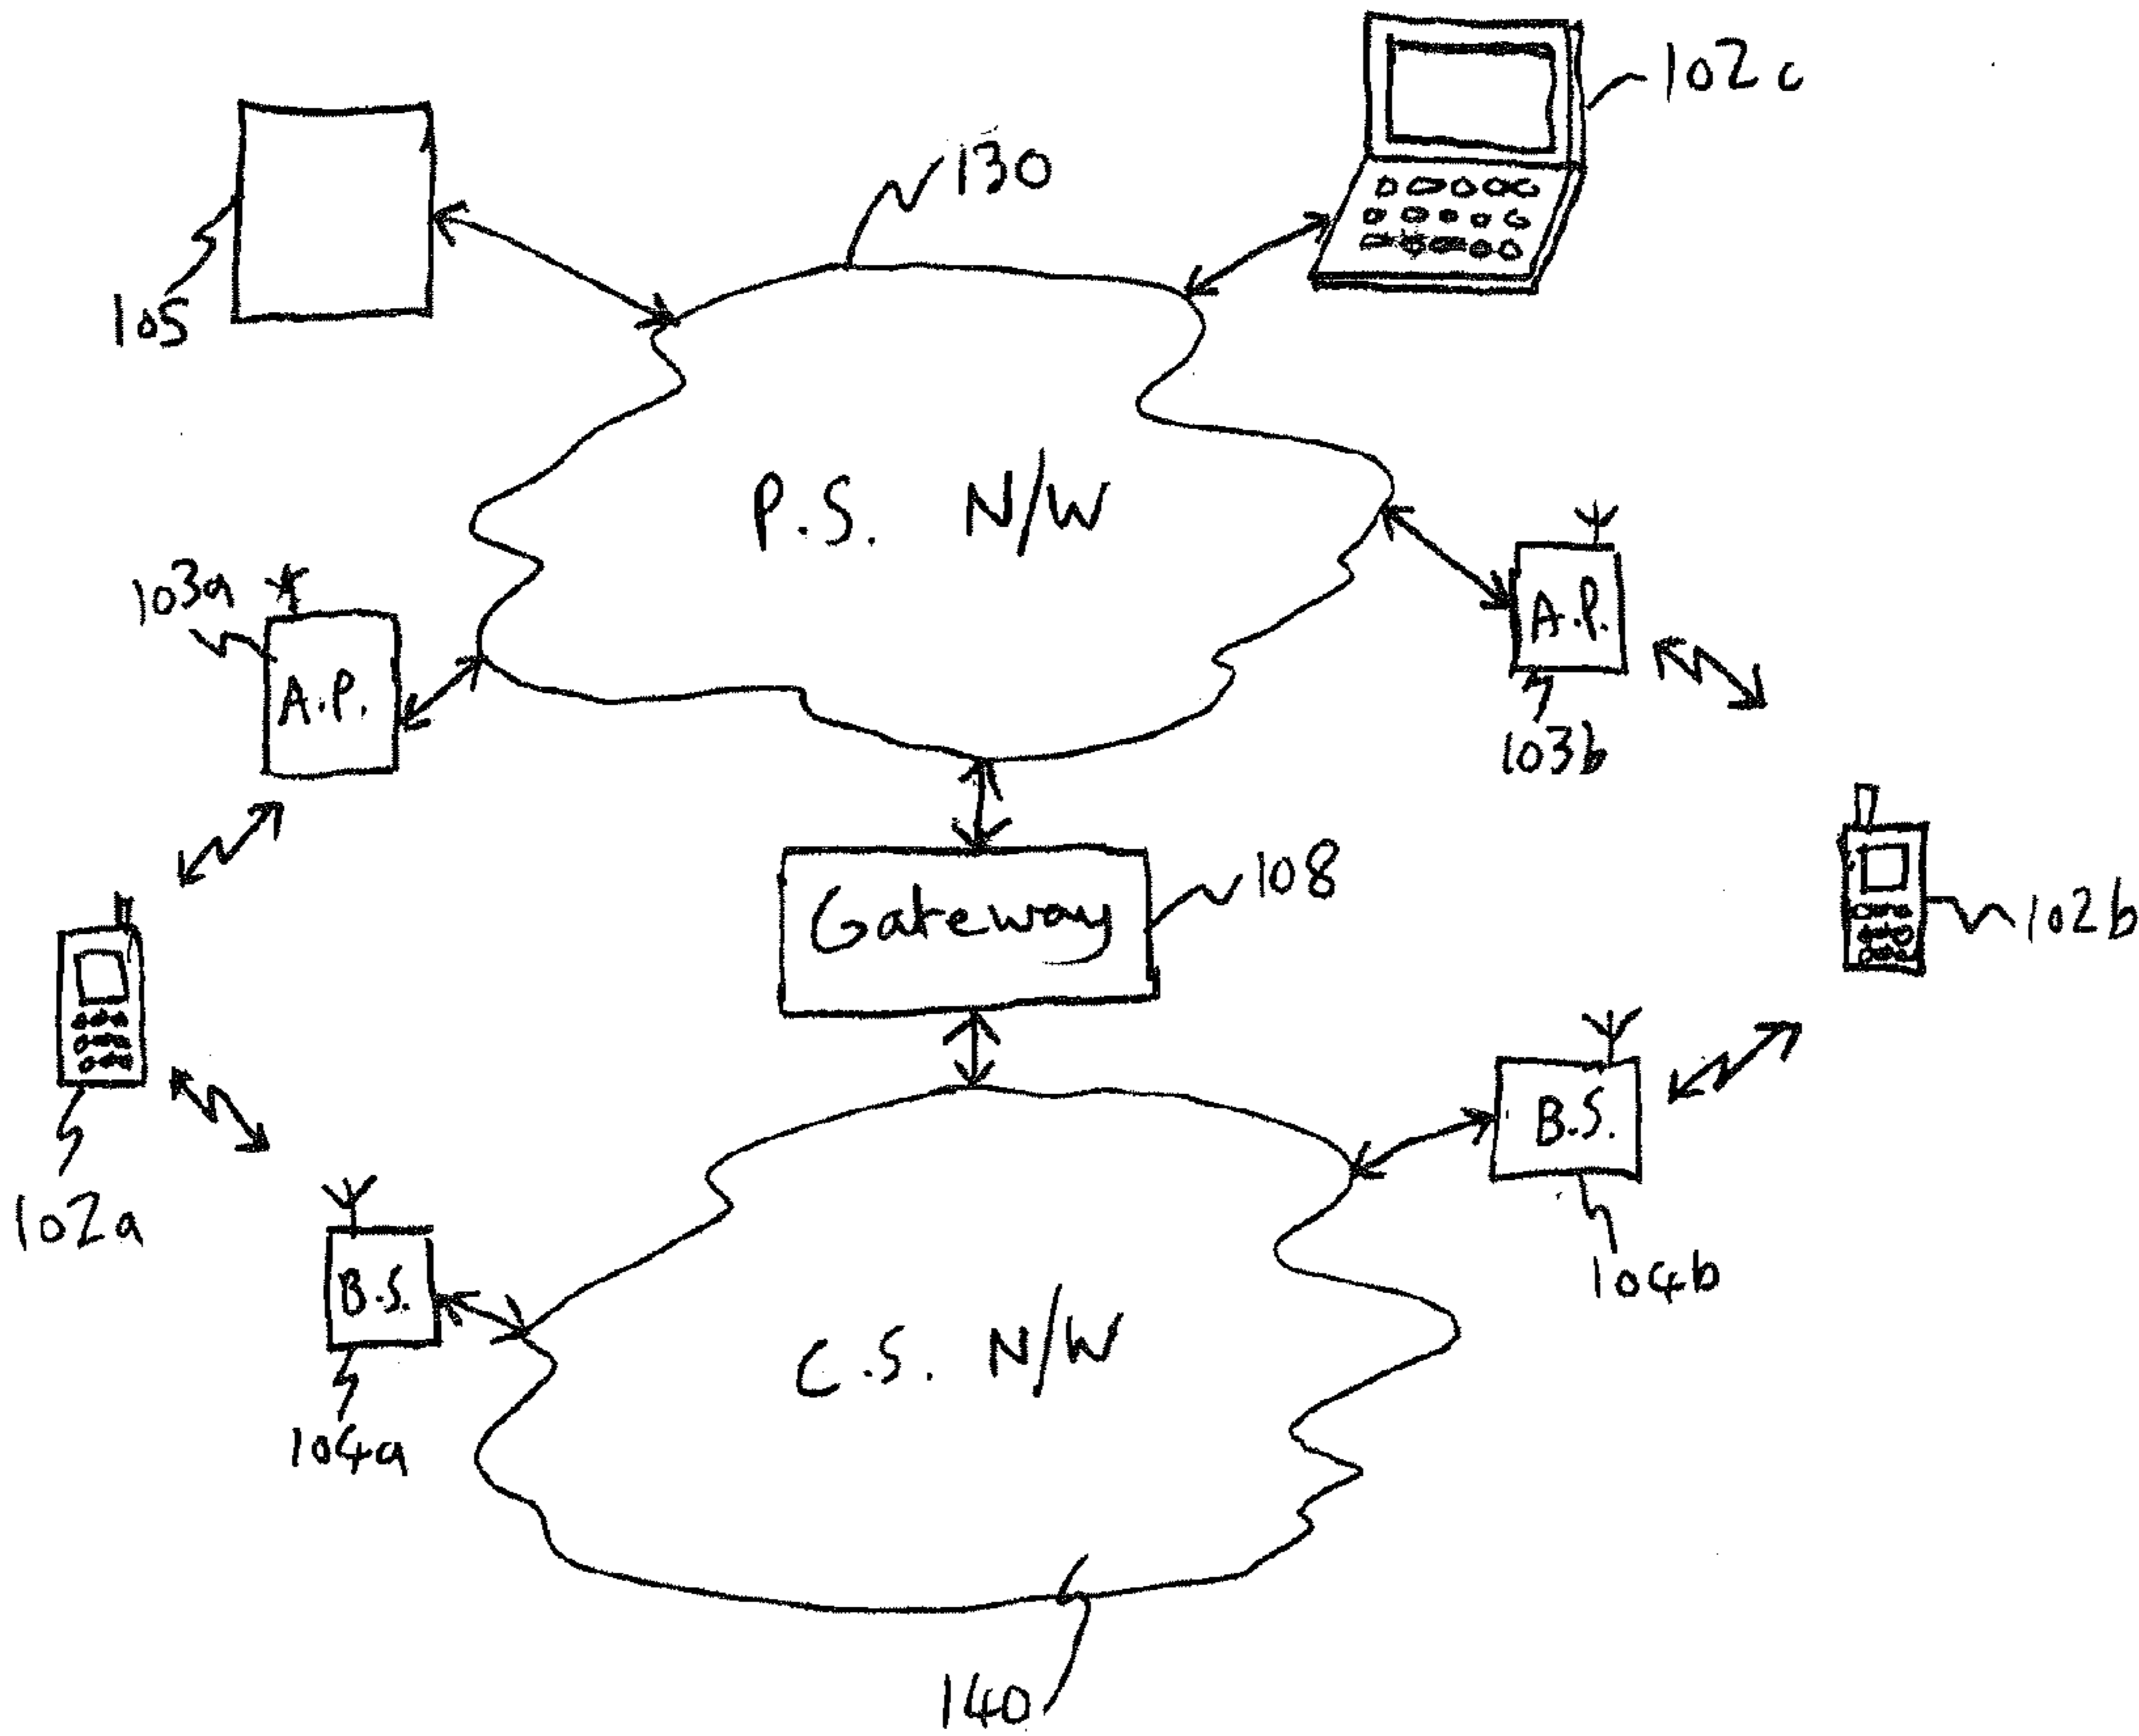 102c
130
105
P.S. N/W
103a
A.P.
A.P.
103b
Gateway
108
102b
102a
B.S.
104b
B.S.
104a
C.S. N/W
140